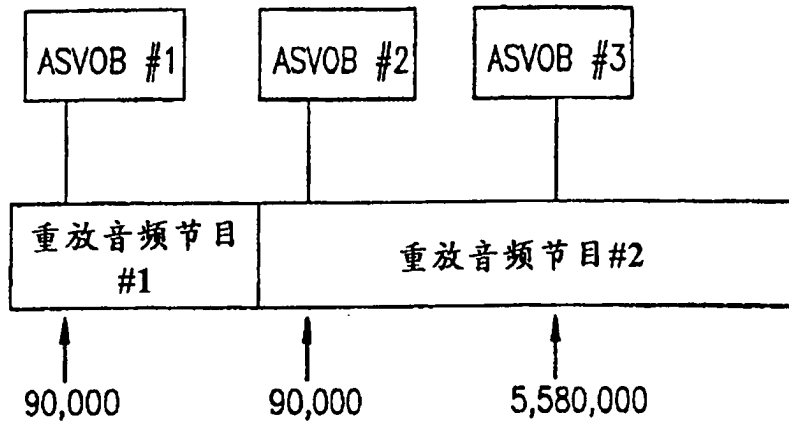 ASVOB #1
ASVOB #2
ASVOB #3
重放音频节目
#1
重放音频节目#2
90,000
90,000
5,580,000